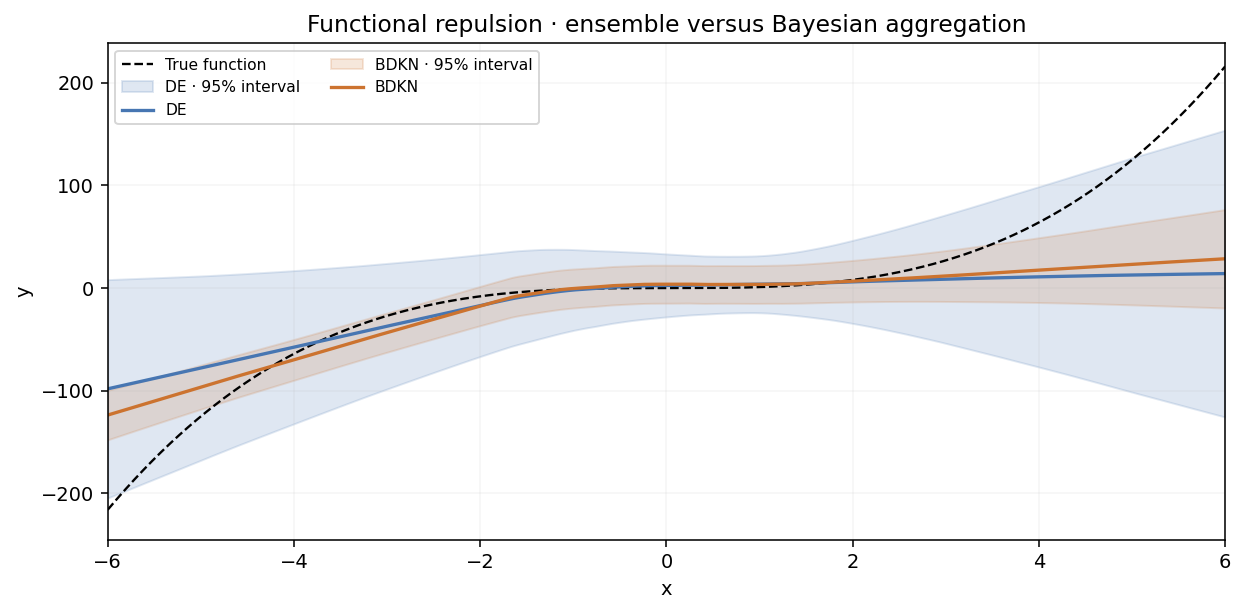 Functional repulsion · ensemble versus Bayesian aggregation
True function
DE · 95% interval
DE
BDKN · 95% interval
BDKN
y
200
100
0
−100
−200
−6
−4
−2
0
2
4
6
x